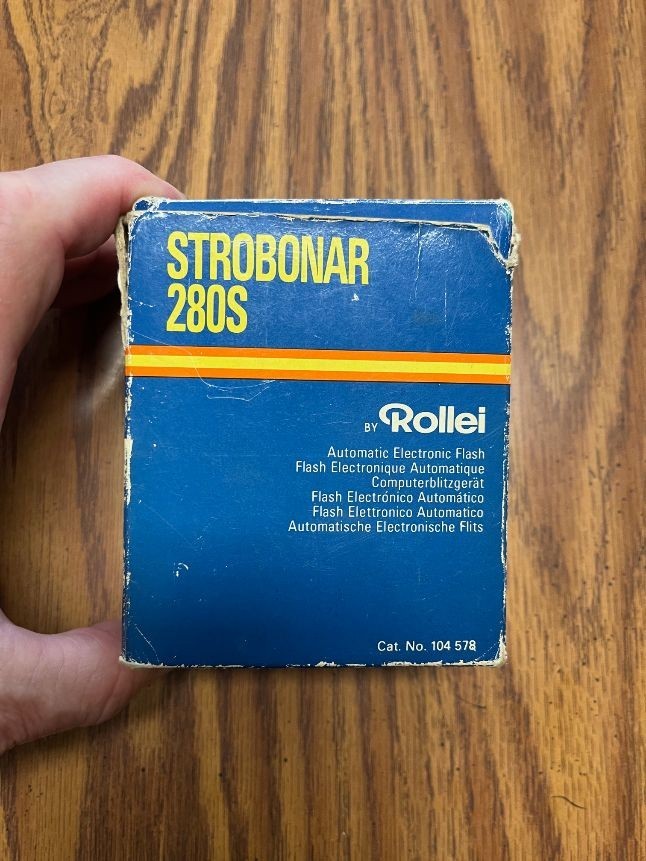 STROBONAR
280S
BY Rollei
Automatic Electronic Flash
Flash Electronique Automatique
Computerblitzgerät
Flash Electrónico Automático
Flash Elettronico Automatico
Automatische Electronische Flits
Cat. No. 104 578